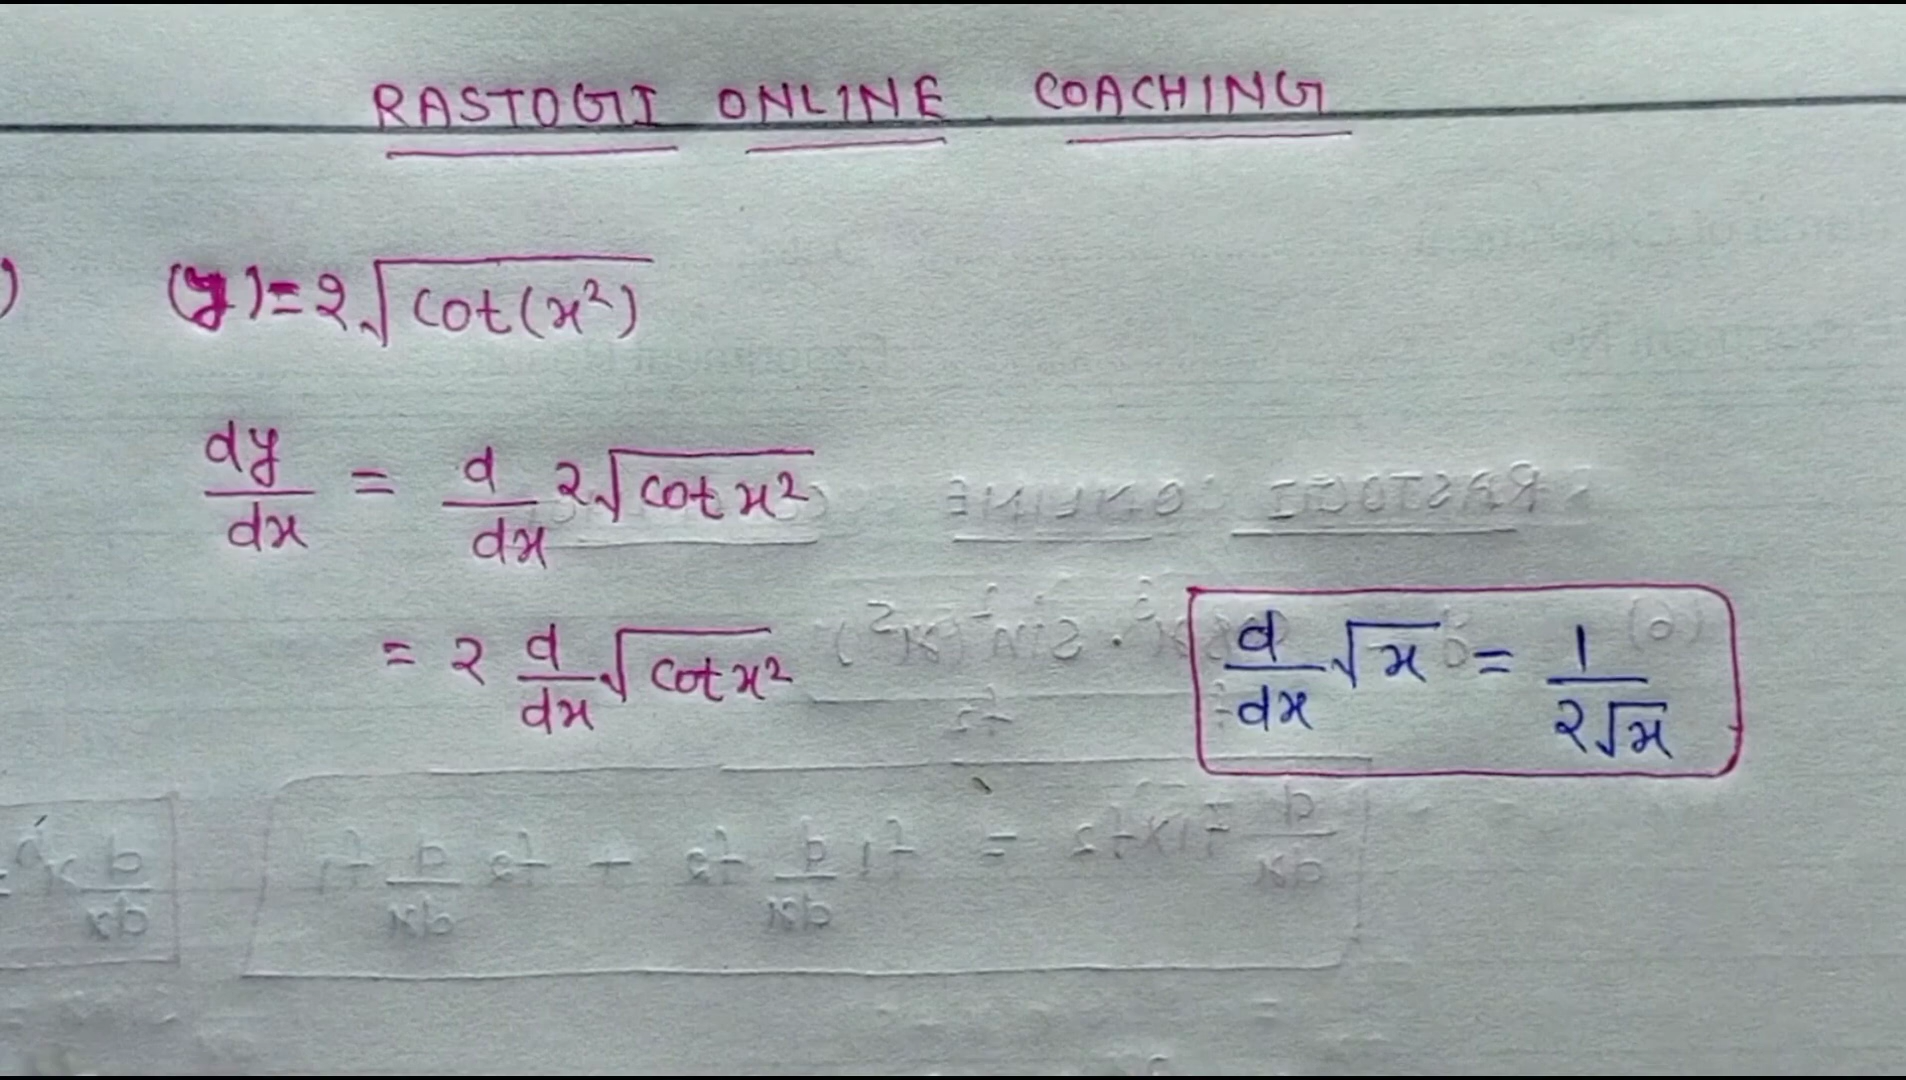 RASTOGI ONLINE COACHING
) (y) = 2√cot(x²)
dy/dx = d/dx 2√cot x²
= 2 d/dx √cot x²
d/dx √x = 1/2√x